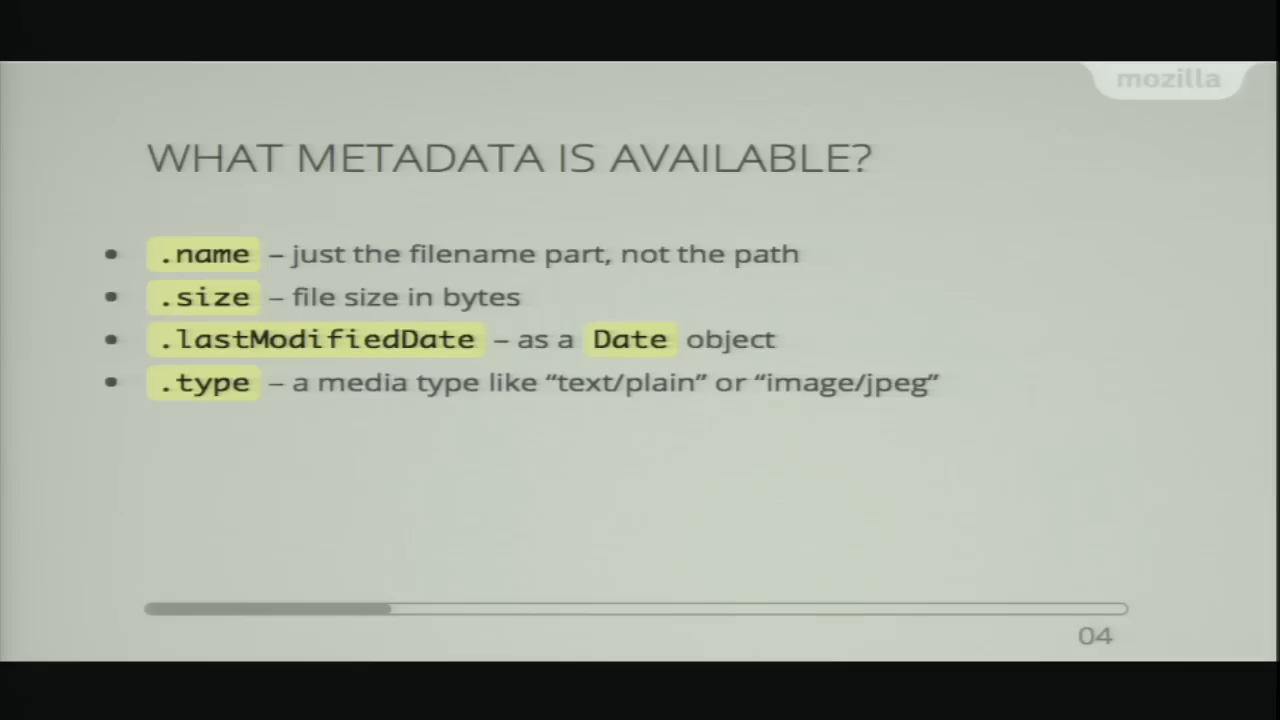 mozilla
WHAT METADATA IS AVAILABLE?
• .name – just the filename part, not the path
• .size – file size in bytes
• .lastModifiedDate – as a Date object
• .type – a media type like “text/plain” or “image/jpeg”
04